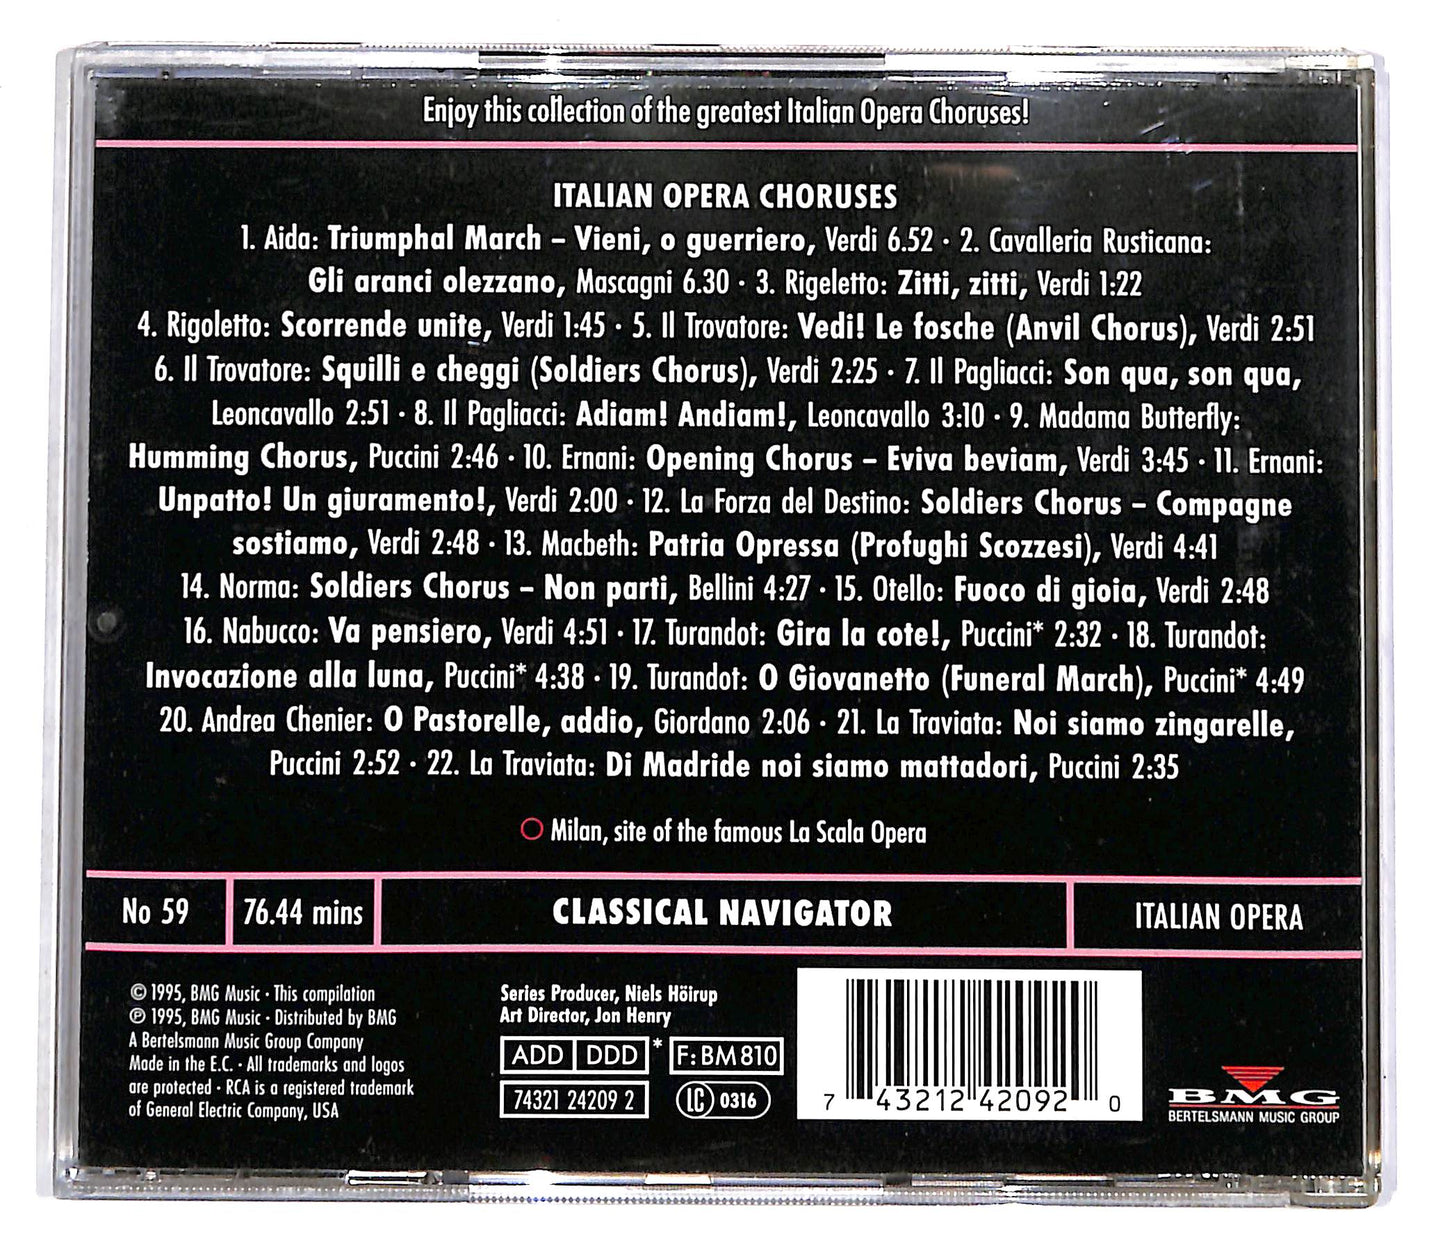 Enjoy this collection of the greatest Italian Opera Choruses!
ITALIAN OPERA CHORUSES
1. Aida: Triumphal March – Vieni, o guerriero, Verdi 6.52 · 2. Cavalleria Rusticana:
Gli aranci olezzano, Mascagni 6.30 · 3. Rigeletto: Zitti, zitti, Verdi 1:22
4. Rigoletto: Scorrende unite, Verdi 1:45 · 5. Il Trovatore: Vedi! Le fosche (Anvil Chorus), Verdi 2:51
6. Il Trovatore: Squilli e cheggi (Soldiers Chorus), Verdi 2:25 · 7. Il Pagliacci: Son qua, son qua,
Leoncavallo 2:51 · 8. Il Pagliacci: Adiam! Andiam!, Leoncavallo 3:10 · 9. Madama Butterfly:
Humming Chorus, Puccini 2:46 · 10. Ernani: Opening Chorus – Eviva beviam, Verdi 3:45 · 11. Ernani:
Unpatto! Un giuramento!, Verdi 2:00 · 12. La Forza del Destino: Soldiers Chorus – Compagne
sostiamo, Verdi 2:48 · 13. Macbeth: Patria Opressa (Profughi Scozzesi), Verdi 4:41
14. Norma: Soldiers Chorus – Non parti, Bellini 4:27 · 15. Otello: Fuoco di gioia, Verdi 2:48
16. Nabucco: Va pensiero, Verdi 4:51 · 17. Turandot: Gira la cote!, Puccini* 2:32 · 18. Turandot:
Invocazione alla luna, Puccini* 4:38 · 19. Turandot: O Giovanetto (Funeral March), Puccini* 4:49
20. Andrea Chenier: O Pastorelle, addio, Giordano 2:06 · 21. La Traviata: Noi siamo zingarelle,
Puccini 2:52 · 22. La Traviata: Di Madride noi siamo mattadori, Puccini 2:35
Milan, site of the famous La Scala Opera
No 59
76.44 mins
CLASSICAL NAVIGATOR
ITALIAN OPERA
© 1995, BMG Music · This compilation
℗ 1995, BMG Music · Distributed by BMG
A Bertelsmann Music Group Company
Made in the E.C. · All trademarks and logos
are protected · RCA is a registered trademark
of General Electric Company, USA
Series Producer, Niels Höirup
Art Director, Jon Henry
ADD DDD * F: BM 810
74321 24209 2
LC 0316
7 43212 42092 0
BMG
BERTELSMANN MUSIC GROUP